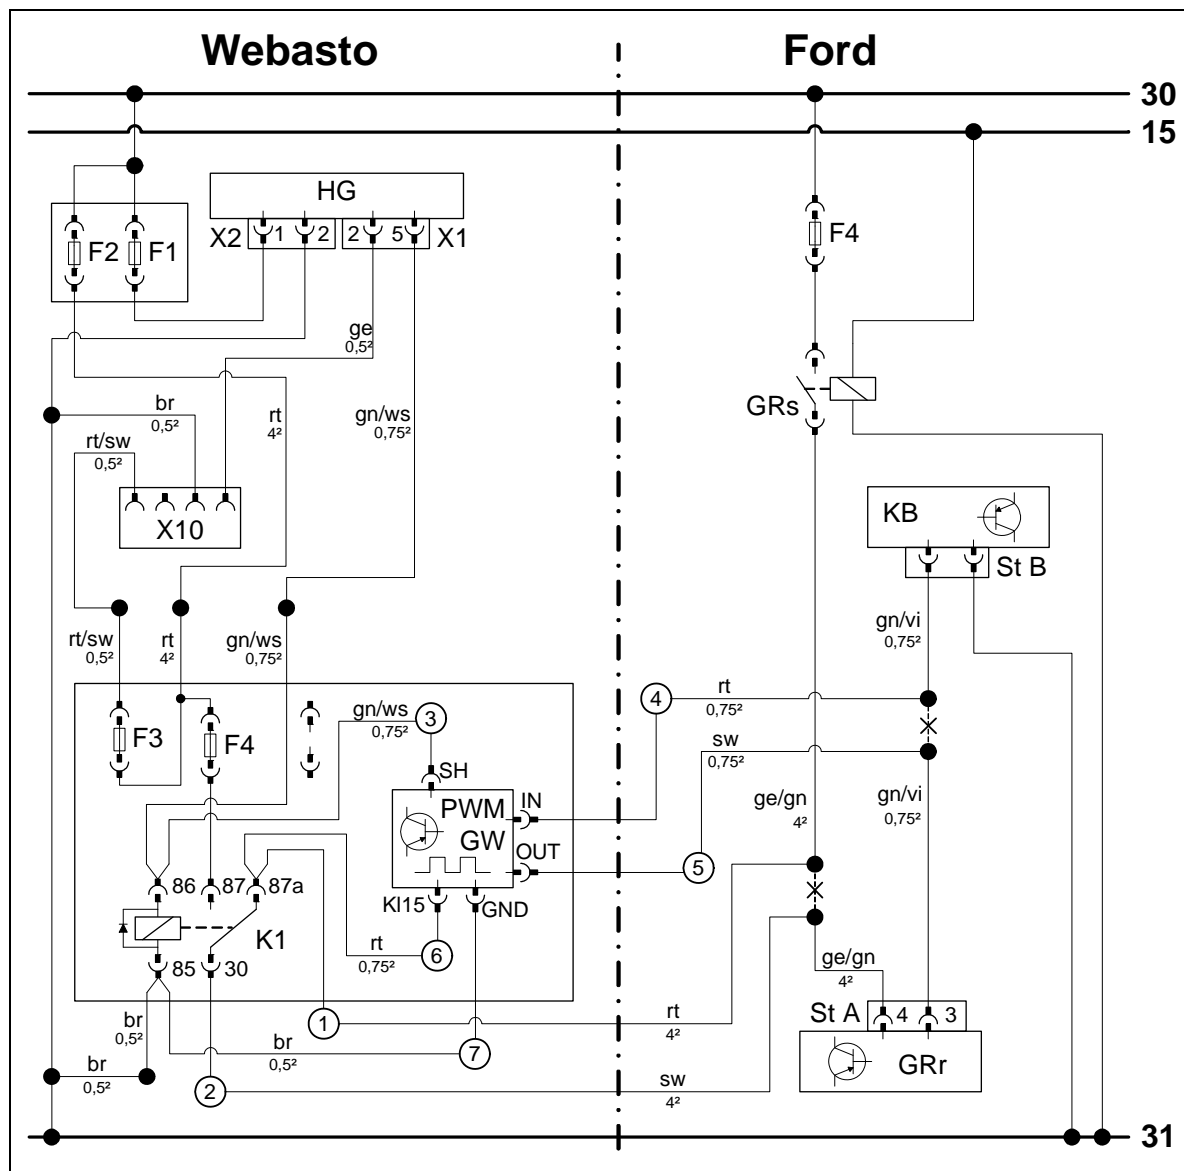 Webasto
Ford
30
15
HG
F2
F1
X2
1
2
2
5
X1
F4
ge
0,5²
br
0,5²
rt
4²
gn/ws
0,75²
GRs
rt/sw
0,5²
X10
KB
St B
rt/sw
0,5²
rt
4²
gn/ws
0,75²
gn/vi
0,75²
gn/ws
0,75²
3
4
rt
0,75²
F3
F4
SH
sw
0,75²
PWM
GW
IN
OUT
ge/gn
4²
gn/vi
0,75²
5
86
87
87a
Kl15
GND
K1
rt
0,75²
6
85
30
ge/gn
4²
br
0,5²
1
rt
4²
St A
4
3
br
0,5²
7
GRr
br
0,5²
2
sw
4²
31